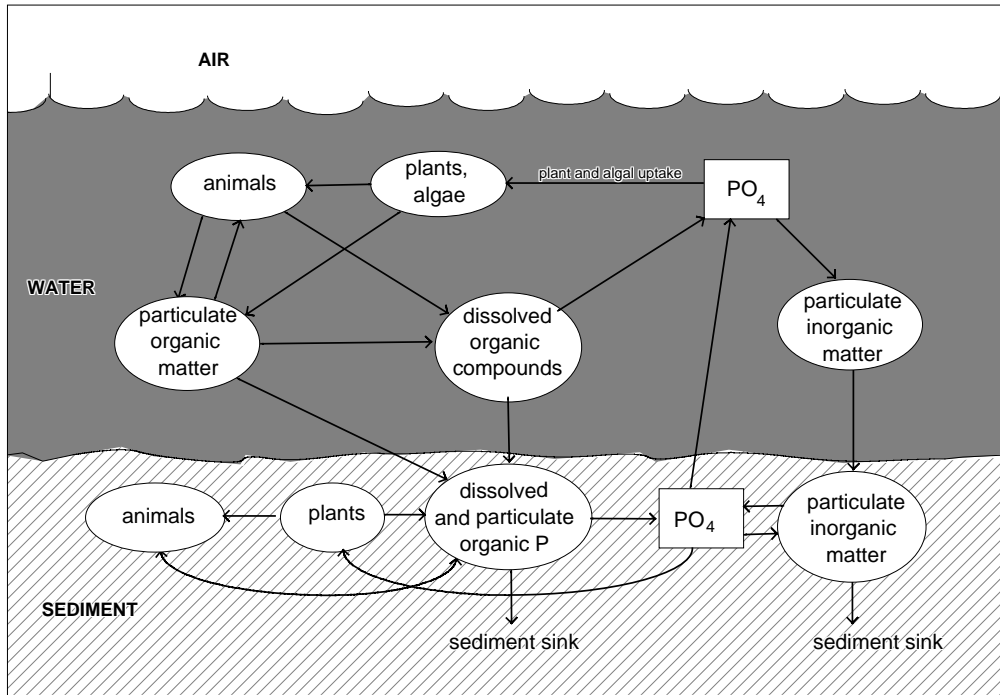 AIR
animals
plants,
algae
plant and algal uptake
PO4
WATER
particulate
organic
matter
dissolved
organic
compounds
particulate
inorganic
matter
animals
plants
dissolved
and particulate
organic P
PO4
particulate
inorganic
matter
SEDIMENT
sediment sink
sediment sink